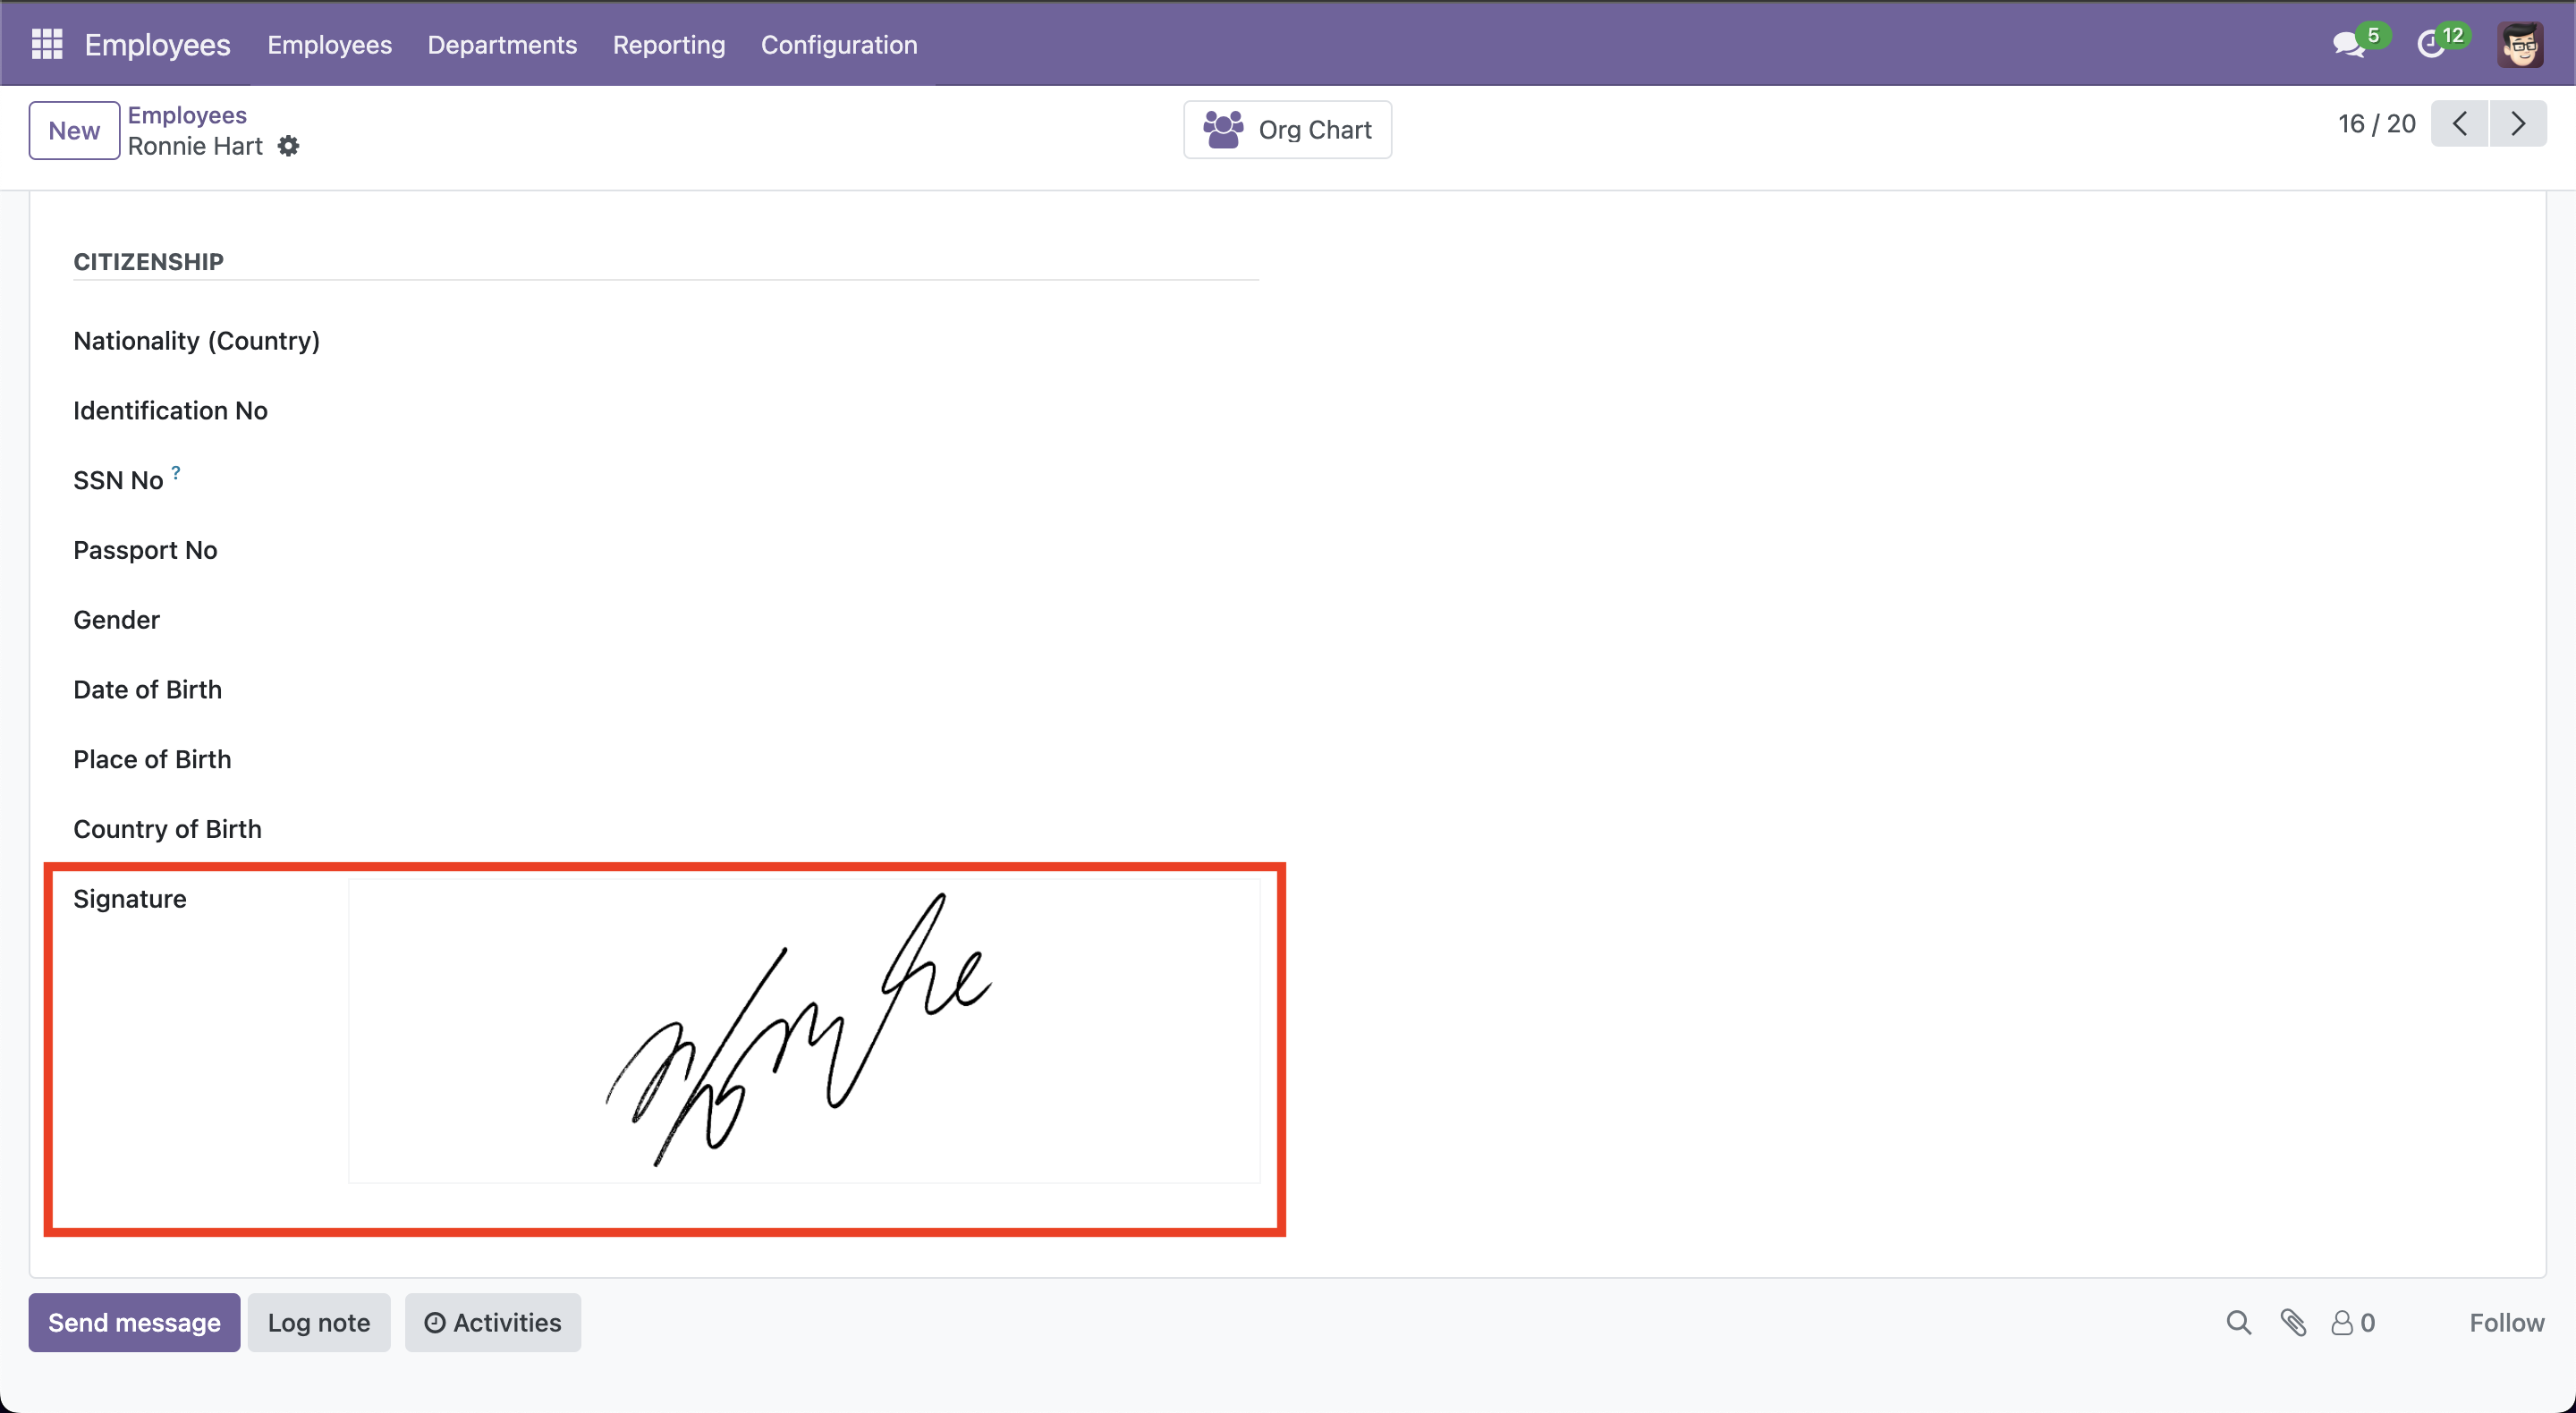 Employees Employees Departments Reporting Configuration 5 12
New Employees Org Chart 16 / 20
Ronnie Hart
CITIZENSHIP
Nationality (Country)
Identification No
SSN No ?
Passport No
Gender
Date of Birth
Place of Birth
Country of Birth
Signature
Send message Log note Activities 0 Follow